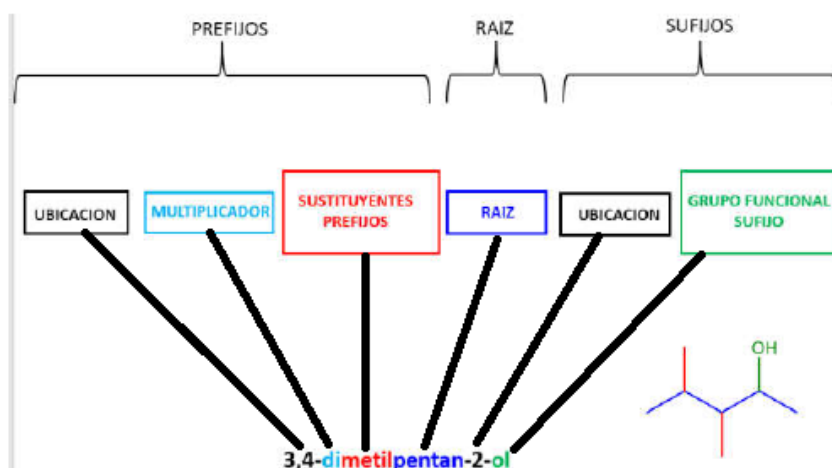 PREFIJOS RAIZ SUFIJOS
UBICACION MULTIPLICADOR SUSTITUYENTES PREFIJOS RAIZ UBICACION GRUPO FUNCIONAL SUFIJO
OH
3,4-dimetilpentan-2-ol